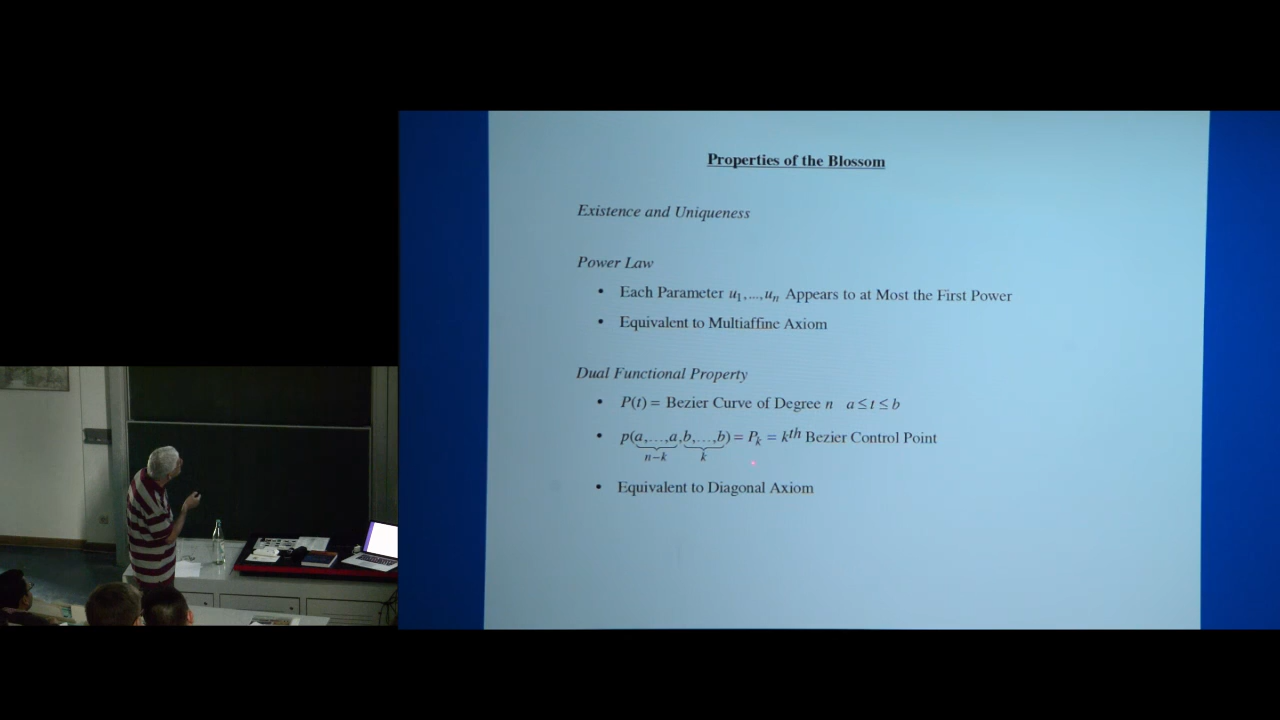 Properties of the Blossom
Existence and Uniqueness
Power Law
• Each Parameter u₁,...,uₙ Appears to at Most the First Power
• Equivalent to Multiaffine Axiom
Dual Functional Property
• P(t) = Bezier Curve of Degree n a ≤ t ≤ b
• p(a,...,a,b,...,b) = Pₖ = kᵗʰ Bezier Control Point
n−k k
• Equivalent to Diagonal Axiom